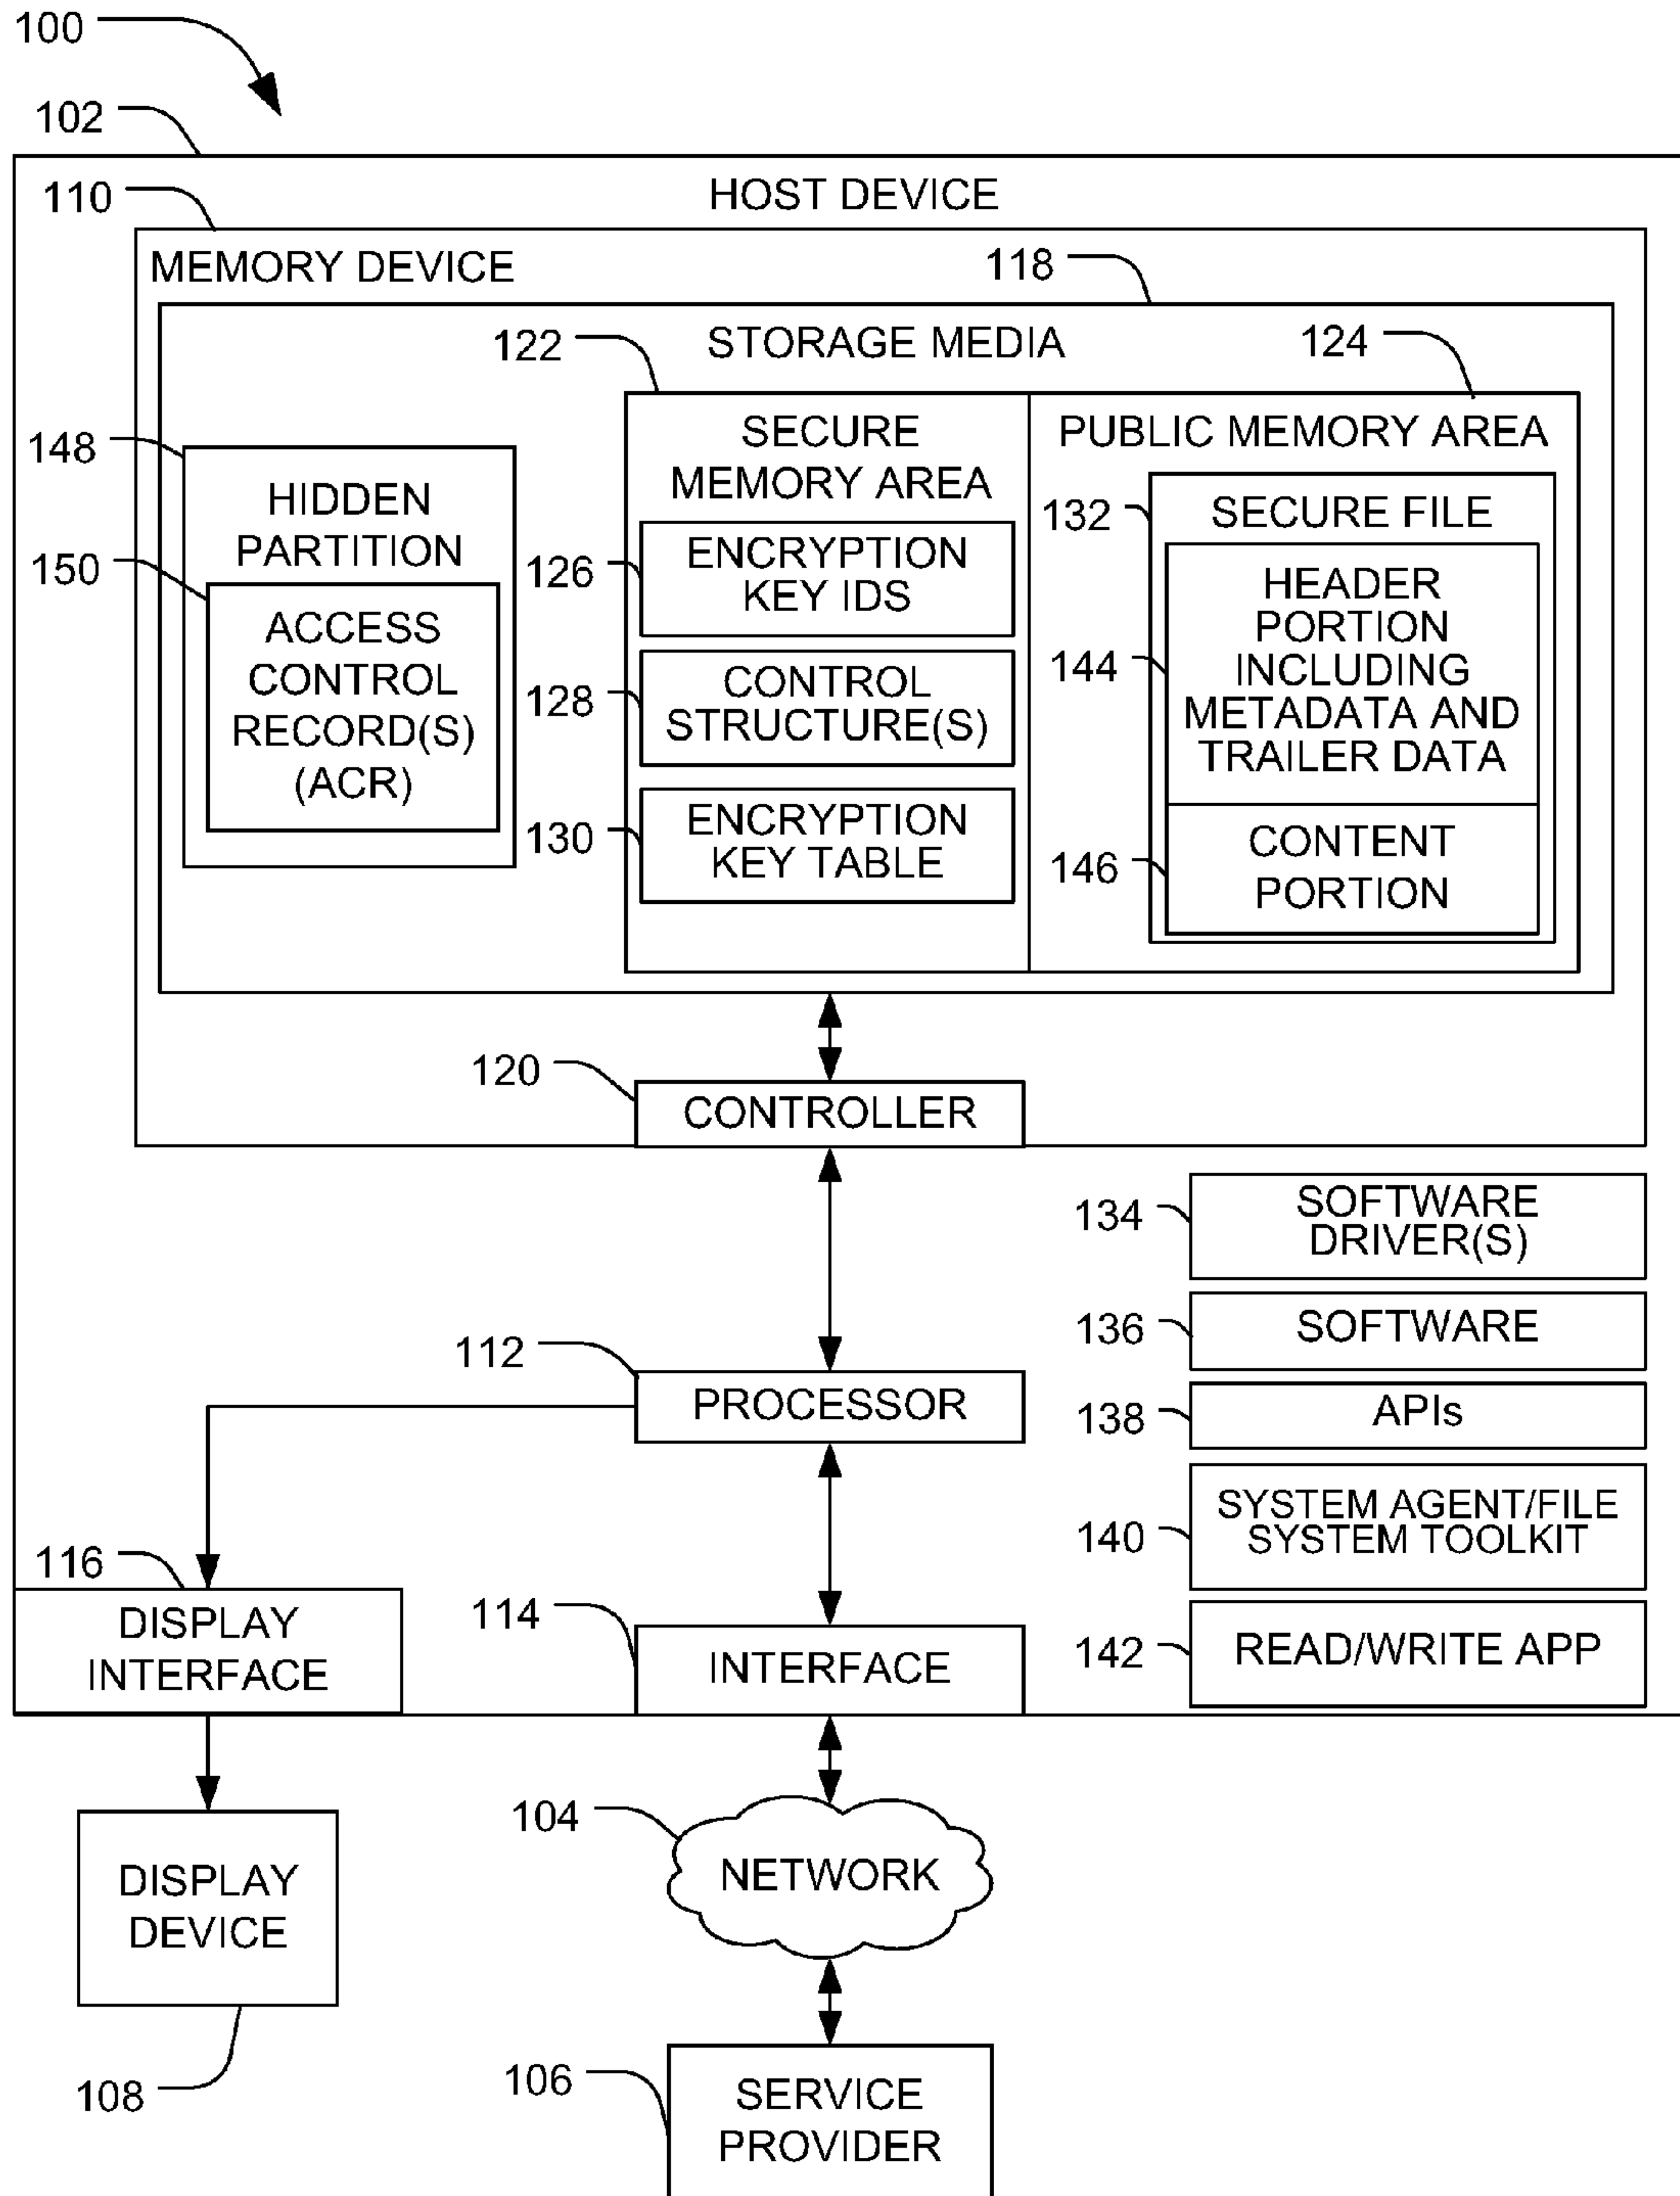 100
102
HOST DEVICE
110
MEMORY DEVICE
118
STORAGE MEDIA
122
124
148
HIDDEN
PARTITION
150
ACCESS
CONTROL
RECORD(S)
(ACR)
SECURE
MEMORY AREA
126
ENCRYPTION
KEY IDS
128
CONTROL
STRUCTURE(S)
130
ENCRYPTION
KEY TABLE
PUBLIC MEMORY AREA
132
SECURE FILE
144
HEADER
PORTION
INCLUDING
METADATA AND
TRAILER DATA
146
CONTENT
PORTION
120
CONTROLLER
134
SOFTWARE
DRIVER(S)
136
SOFTWARE
112
PROCESSOR
138
APIs
140
SYSTEM AGENT/FILE
SYSTEM TOOLKIT
116
DISPLAY
INTERFACE
114
INTERFACE
142
READ/WRITE APP
104
NETWORK
DISPLAY
DEVICE
108
106
SERVICE
PROVIDER